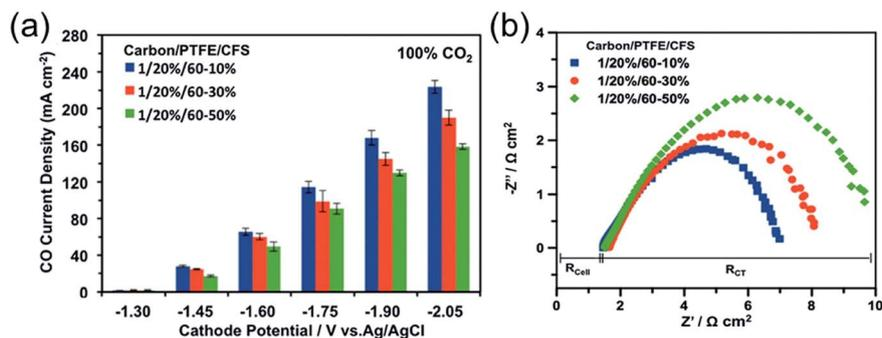 (a)
280
240
200
160
120
80
40
0
CO Current Density (mA cm⁻²)
Carbon/PTFE/CFS
1/20%/60-10%
1/20%/60-30%
1/20%/60-50%
100% CO₂
-1.30 -1.45 -1.60 -1.75 -1.90 -2.05
Cathode Potential / V vs.Ag/AgCl
(b)
4
3
2
1
0
-Z'' / Ω cm²
Carbon/PTFE/CFS
1/20%/60-10%
1/20%/60-30%
1/20%/60-50%
R_Cell R_CT
0 2 4 6 8 10
Z' / Ω cm²